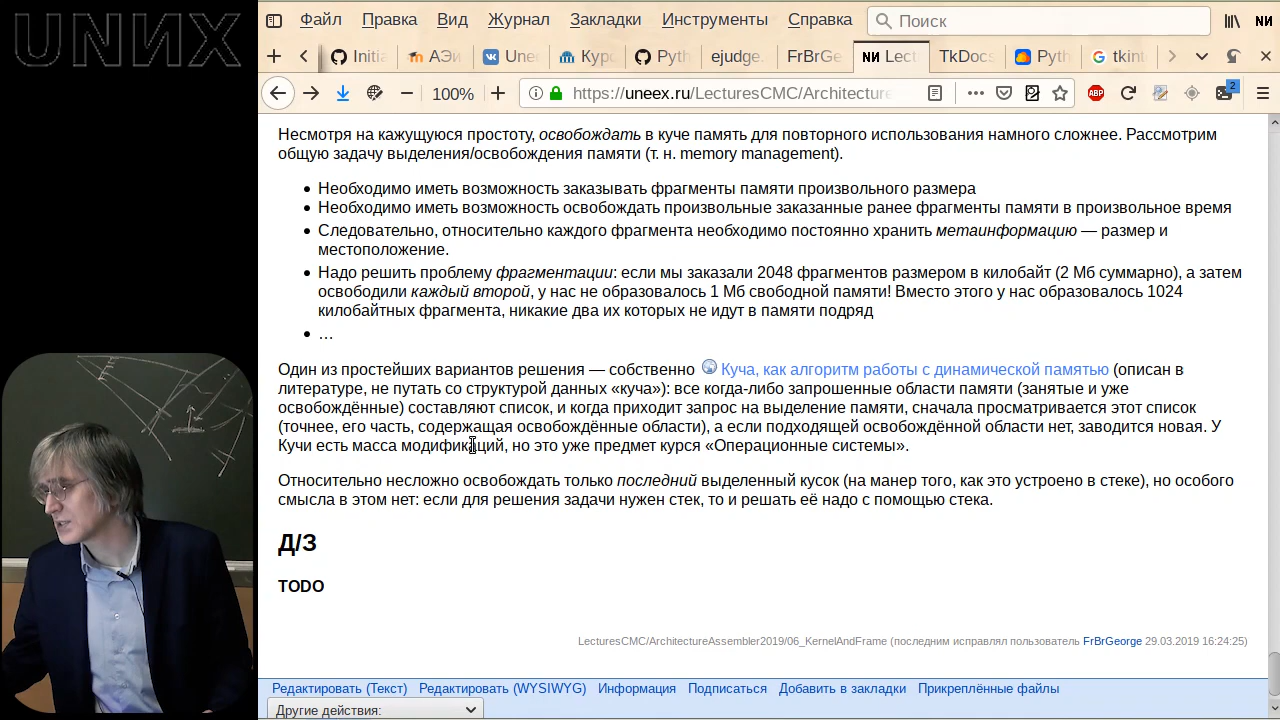 UNИX
Файл Правка Вид Журнал Закладки Инструменты Справка Поиск
Initia АЭи Unee Курс Pyth ejudge. FrBrGe NИ Lect TkDocs Pyth tkint
100% https://uneex.ru/LecturesCMC/Architecture ABP 2
Несмотря на кажущуюся простоту, освобождать в куче память для повторного использования намного сложнее. Рассмотрим
общую задачу выделения/освобождения памяти (т. н. memory management).
Необходимо иметь возможность заказывать фрагменты памяти произвольного размера
Необходимо иметь возможность освобождать произвольные заказанные ранее фрагменты памяти в произвольное время
Следовательно, относительно каждого фрагмента необходимо постоянно хранить метаинформацию — размер и
местоположение.
Надо решить проблему фрагментации: если мы заказали 2048 фрагментов размером в килобайт (2 Мб суммарно), а затем
освободили каждый второй, у нас не образовалось 1 Мб свободной памяти! Вместо этого у нас образовалось 1024
килобайтных фрагмента, никакие два их которых не идут в памяти подряд
…
Один из простейших вариантов решения — собственно Куча, как алгоритм работы с динамической памятью (описан в
литературе, не путать со структурой данных «куча»): все когда-либо запрошенные области памяти (занятые и уже
освобождённые) составляют список, и когда приходит запрос на выделение памяти, сначала просматривается этот список
(точнее, его часть, содержащая освобождённые области), а если подходящей освобождённой области нет, заводится новая. У
Кучи есть масса модификаций, но это уже предмет курся «Операционные системы».
Относительно несложно освобождать только последний выделенный кусок (на манер того, как это устроено в стеке), но особого
смысла в этом нет: если для решения задачи нужен стек, то и решать её надо с помощью стека.
Д/З
TODO
LecturesCMC/ArchitectureAssembler2019/06_KernelAndFrame (последним исправлял пользователь FrBrGeorge 29.03.2019 16:24:25)
Редактировать (Текст) Редактировать (WYSIWYG) Информация Подписаться Добавить в закладки Прикреплённые файлы
Другие действия: